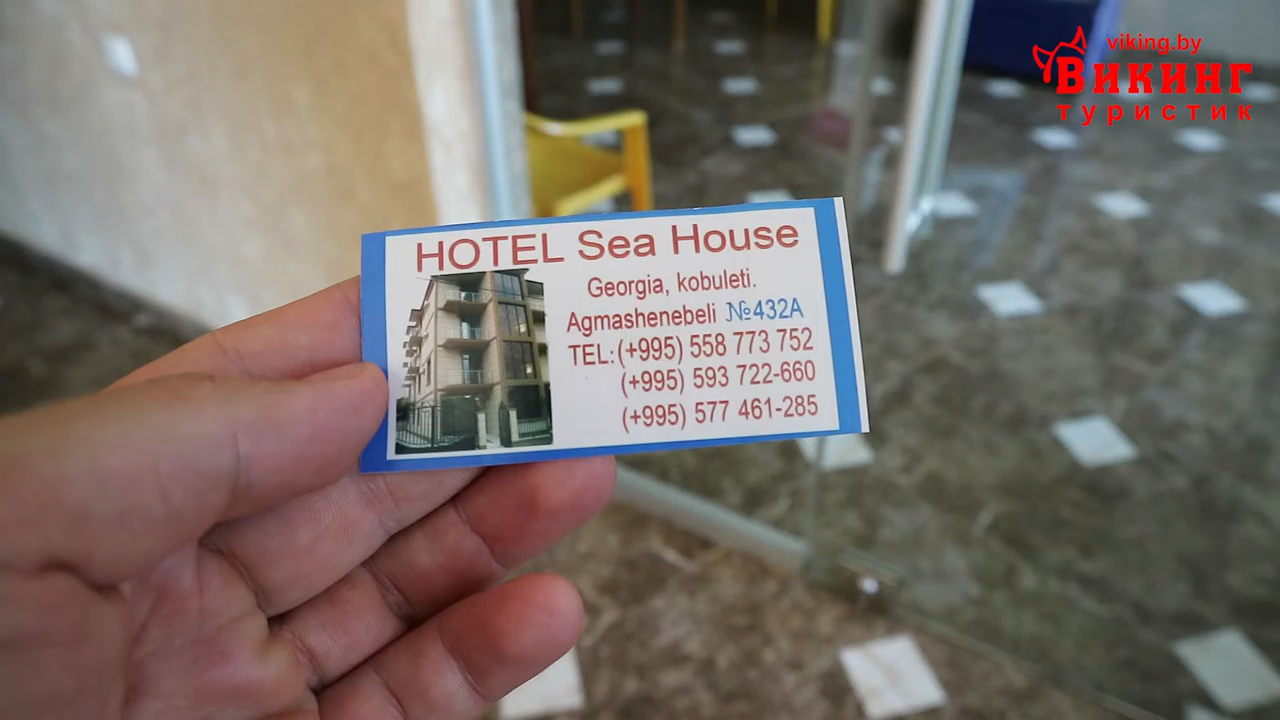 viking.by
Викинг
туристик
HOTEL Sea House
Georgia, kobuleti.
Agmashenebeli №432A
TEL:(+995) 558 773 752
(+995) 593 722-660
(+995) 577 461-285